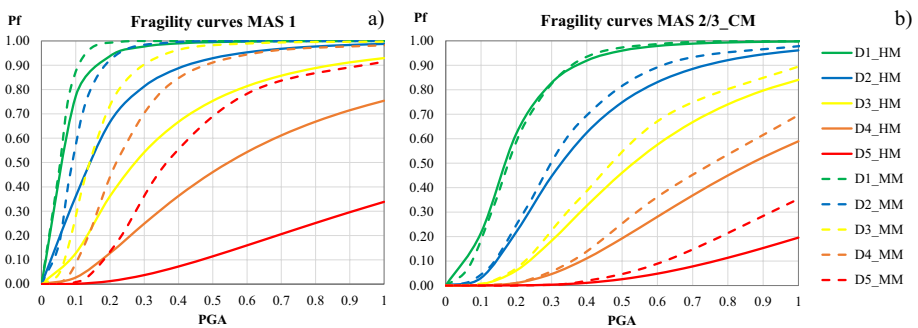 Pf
Fragility curves MAS 1
a)
1.00
0.90
0.80
0.70
0.60
0.50
0.40
0.30
0.20
0.10
0.00
0 0.1 0.2 0.3 0.4 0.5 0.6 0.7 0.8 0.9 1
PGA
Pf
Fragility curves MAS 2/3_CM
b)
1.00
0.90
0.80
0.70
0.60
0.50
0.40
0.30
0.20
0.10
0.00
0 0.1 0.2 0.3 0.4 0.5 0.6 0.7 0.8 0.9 1
PGA
D1_HM
D2_HM
D3_HM
D4_HM
D5_HM
D1_MM
D2_MM
D3_MM
D4_MM
D5_MM